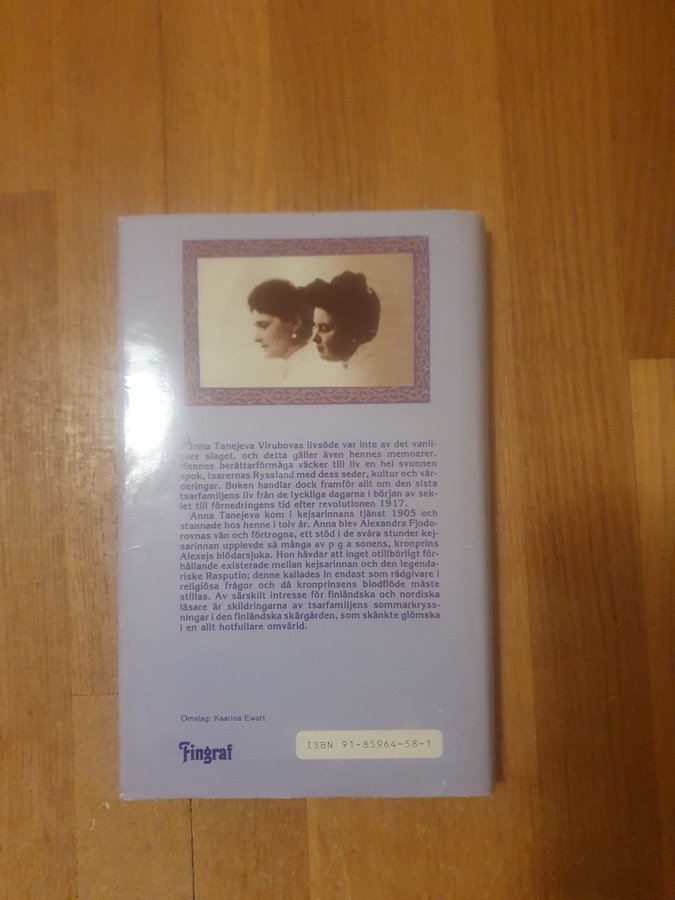 Anna Tanejeva Virubovas livsöde var inte av det vanli-
gare slaget, och detta gäller även hennes memoarer.
Hennes berättarförmåga väcker till liv en hel svunnen
epok, tsarernas Ryssland med dess seder, kultur och vär-
deringar. Boken handlar dock framför allt om den sista
tsarfamiljens liv från de lyckliga dagarna i början av sek-
let till förnedringens tid efter revolutionen 1917.
Anna Tanejeva kom i kejsarinnans tjänst 1905 och
stannade hos henne i tolv år. Anna blev Alexandra Fjodo-
rovnas vän och förtrogna, ett stöd i de svåra stunder kej-
sarinnan upplevde så många av p g a sonens, kronprins
Alexejs blödarsjuka. Hon hävdar att inget otillbörligt för-
hållande existerade mellan kejsarinnan och den legenda-
riske Rasputin; denne kallades in endast som rådgivare i
religiösa frågor och då kronprinsens blodflöde måste
stillas. Av särskilt intresse för finländska och nordiska
läsare är skildringarna av tsarfamiljens sommarkryss-
ningar i den finländska skärgården, som skänkte glömska
i en allt hotfullare omvärld.
Omslag: Kaarina Ewart
Fingraf
ISBN 91-85964-58-1